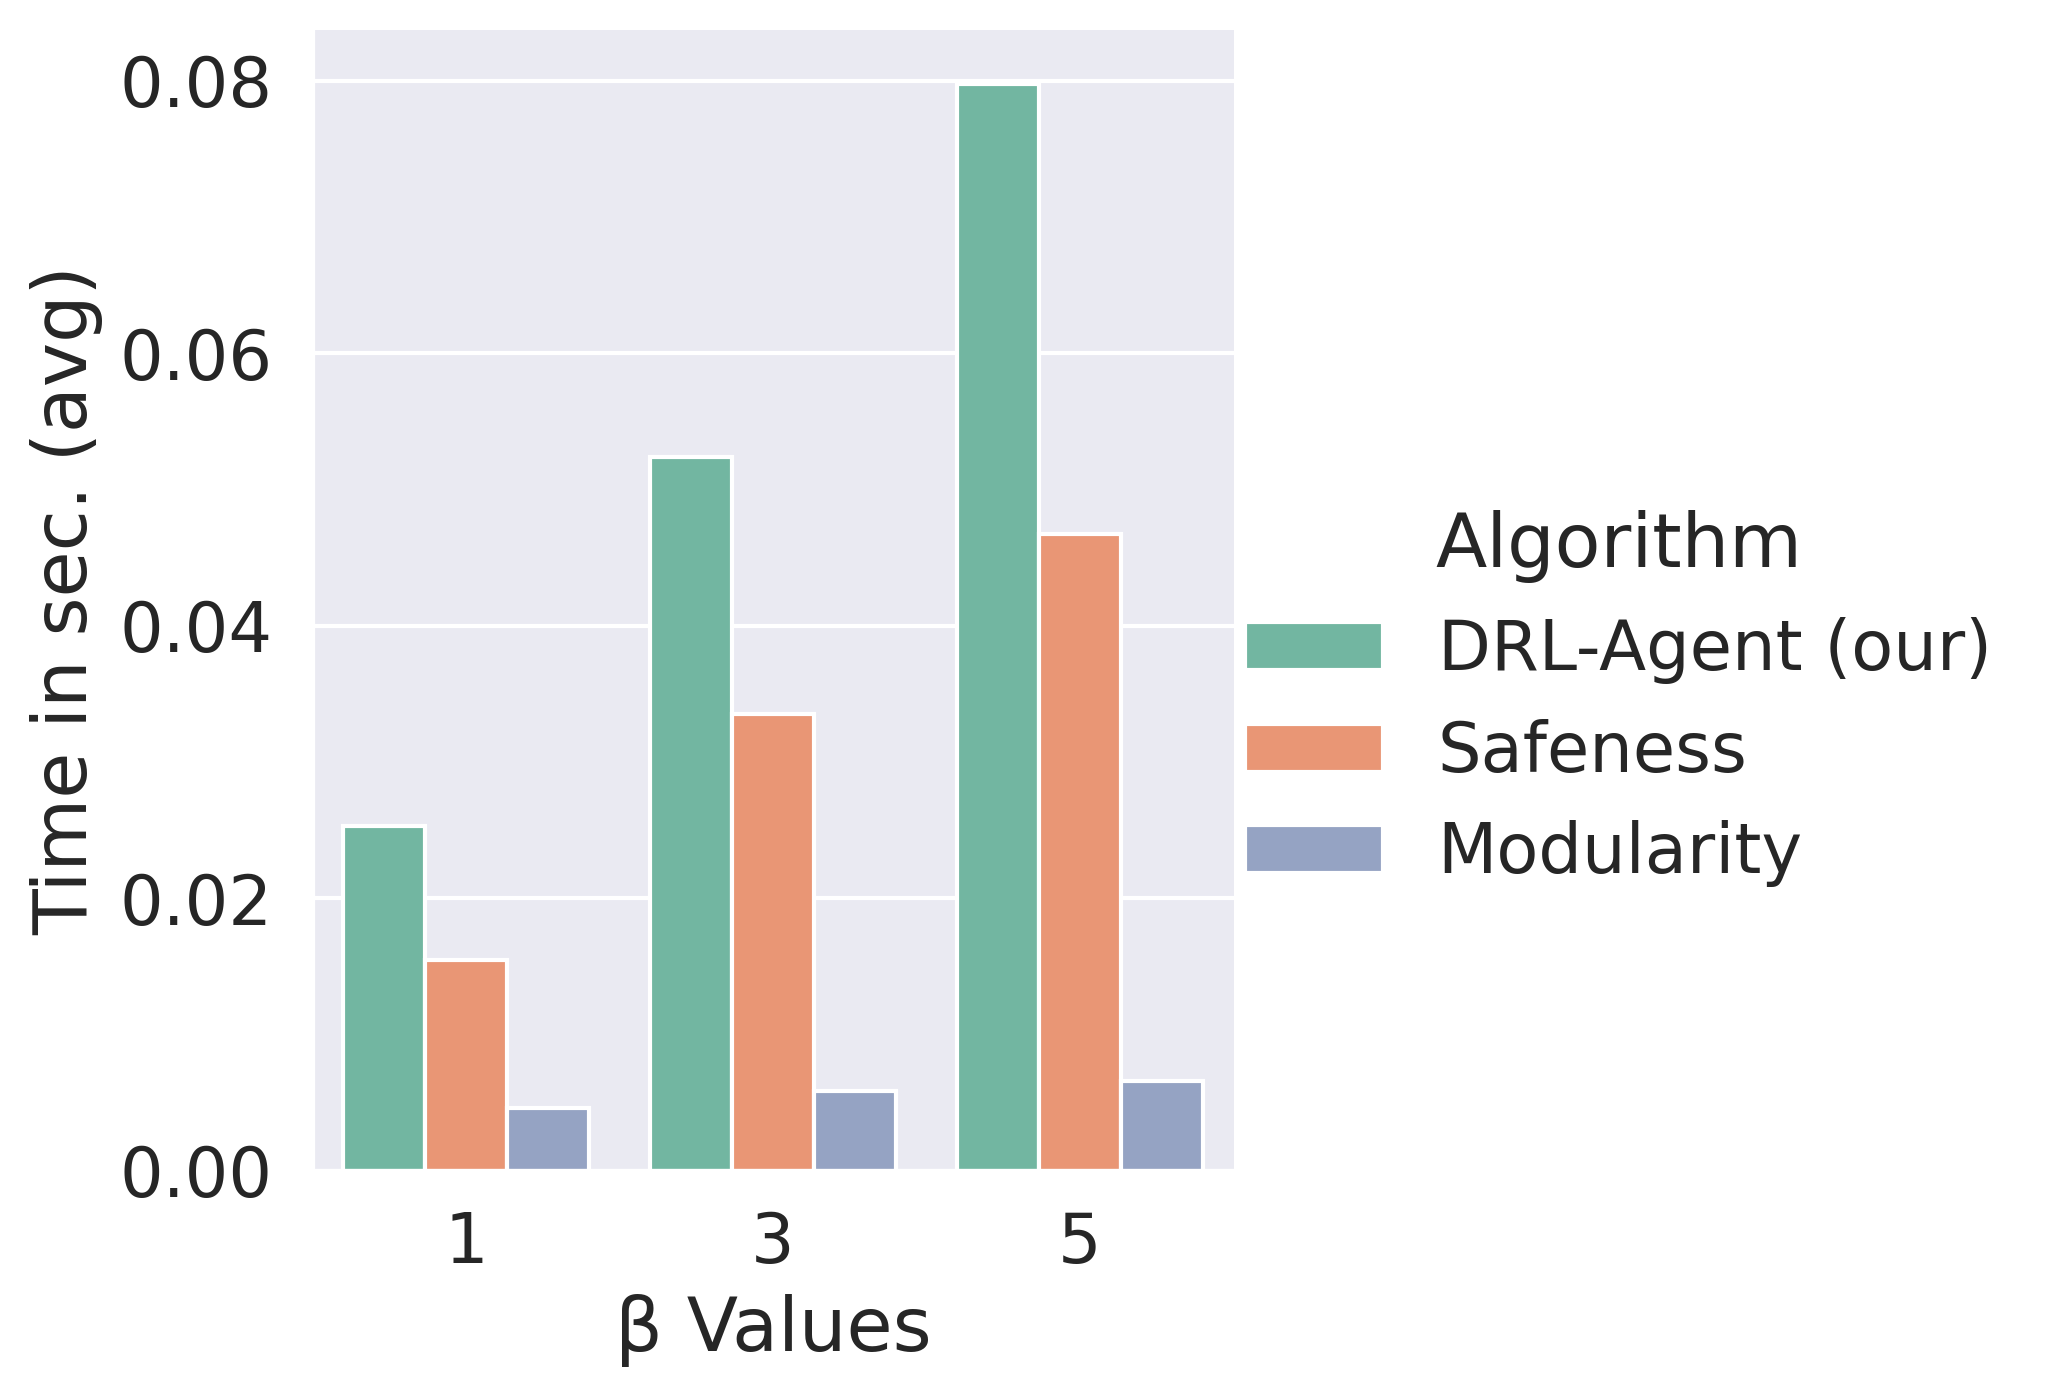 Time in sec. (avg)
0.08
0.06
0.04
0.02
0.00
1
3
5
β Values
Algorithm
DRL-Agent (our)
Safeness
Modularity